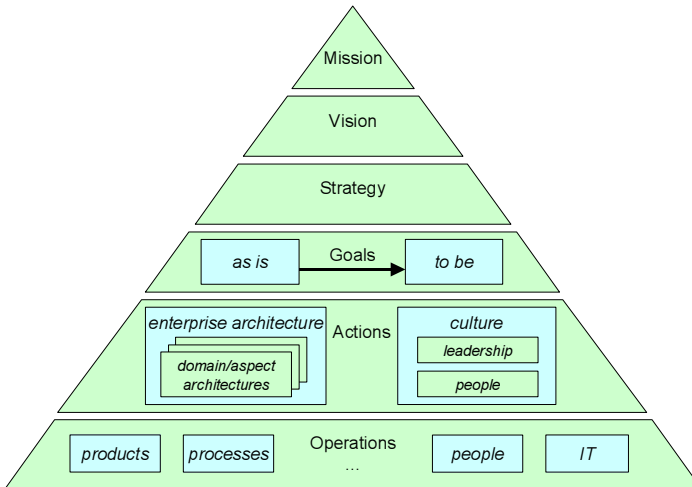 Mission
Vision
Strategy
Goals
as is
to be
Actions
enterprise architecture
domain/aspect
architectures
culture
leadership
people
Operations
...
products
processes
people
IT